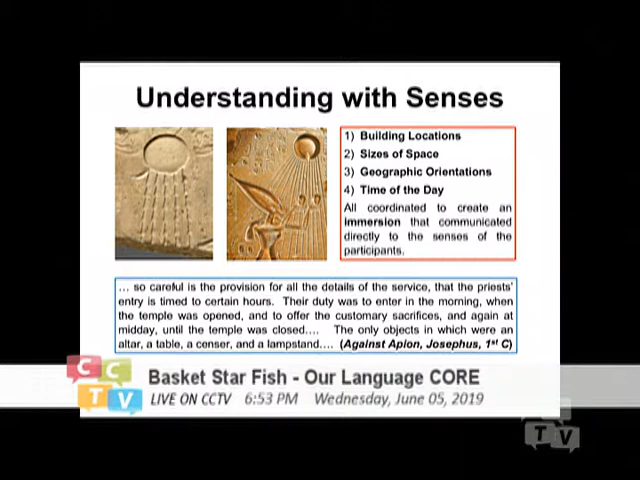 Understanding with Senses
1) Building Locations
2) Sizes of Space
3) Geographic Orientations
4) Time of the Day
All coordinated to create an
immersion that communicated
directly to the senses of the
participants.
... so careful is the provision for all the details of the service, that the priests'
entry is timed to certain hours. Their duty was to enter in the morning, when
the temple was opened, and to offer the customary sacrifices, and again at
midday, until the temple was closed.... The only objects in which were an
altar, a table, a censer, and a lampstand.... (Against Apion, Josephus, 1st C)
C C
TV
Basket Star Fish - Our Language CORE
LIVE ON CCTV 6:53 PM Wednesday, June 05, 2019
TV